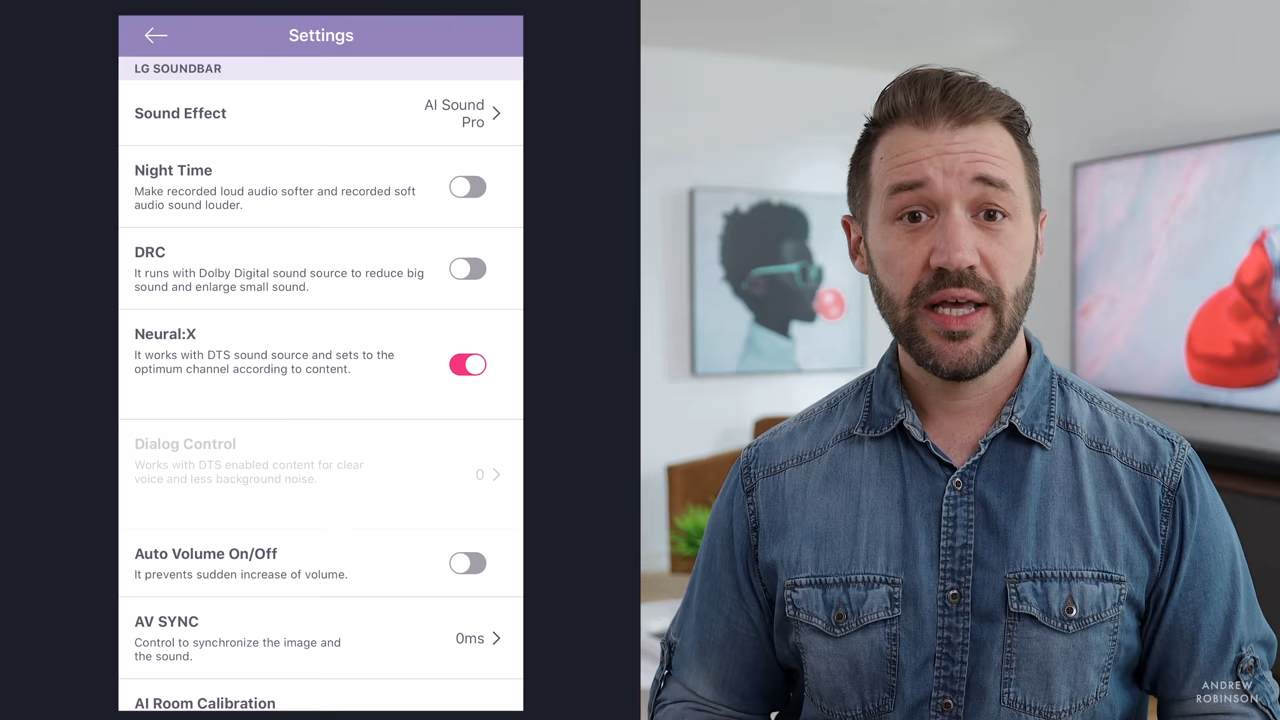 Settings
LG SOUNDBAR
Sound Effect
AI Sound
Pro
Night Time
Make recorded loud audio softer and recorded soft
audio sound louder.
DRC
It runs with Dolby Digital sound source to reduce big
sound and enlarge small sound.
Neural:X
It works with DTS sound source and sets to the
optimum channel according to content.
Dialog Control
Works with DTS enabled content for clear
voice and less background noise.
0
Auto Volume On/Off
It prevents sudden increase of volume.
AV SYNC
Control to synchronize the image and
the sound.
0ms
AI Room Calibration
ANDREW
ROBINSON